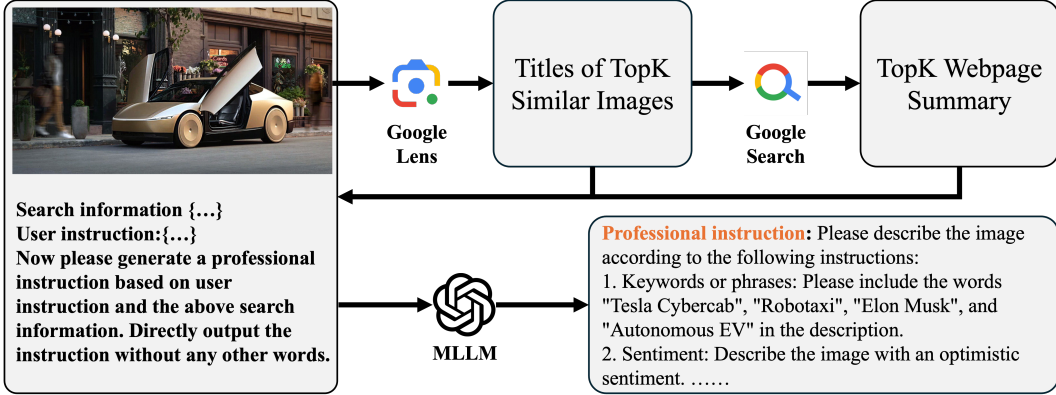 Google
Lens
Titles of TopK
Similar Images
Google
Search
TopK Webpage
Summary
Search information {…}
User instruction:{…}
Now please generate a professional
instruction based on user
instruction and the above search
information. Directly output the
instruction without any other words.
MLLM
Professional instruction: Please describe the image
according to the following instructions:
1. Keywords or phrases: Please include the words
"Tesla Cybercab", "Robotaxi", "Elon Musk", and
"Autonomous EV" in the description.
2. Sentiment: Describe the image with an optimistic
sentiment. ……